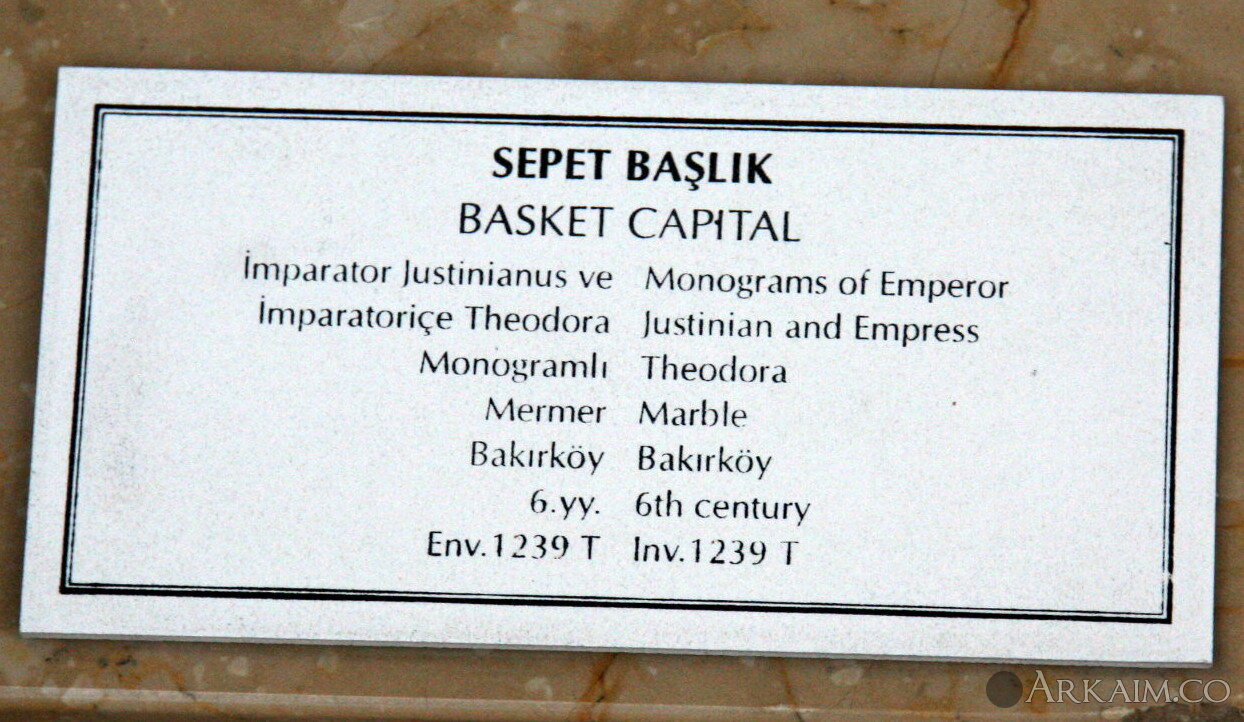 SEPET BAŞLIK
BASKET CAPITAL
İmparator Justinianus ve
İmparatoriçe Theodora
Monogramlı
Mermer
Bakırköy
6.yy.
Env.1239 T
Monograms of Emperor
Justinian and Empress
Theodora
Marble
Bakırköy
6th century
Inv.1239 T
ARKAIM.CO